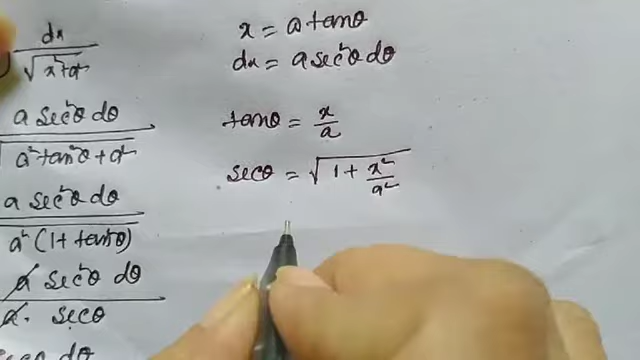 dx / √(x²+a²)
a sec²θ dθ / √(a²tan²θ + a²)
a sec²θ dθ / √(a²(1 + tan²θ))
a sec²θ dθ / a. secθ
dθ
x = a tanθ
dx = a sec²θ dθ
tanθ = x/a
secθ = √(1 + x²/a²)